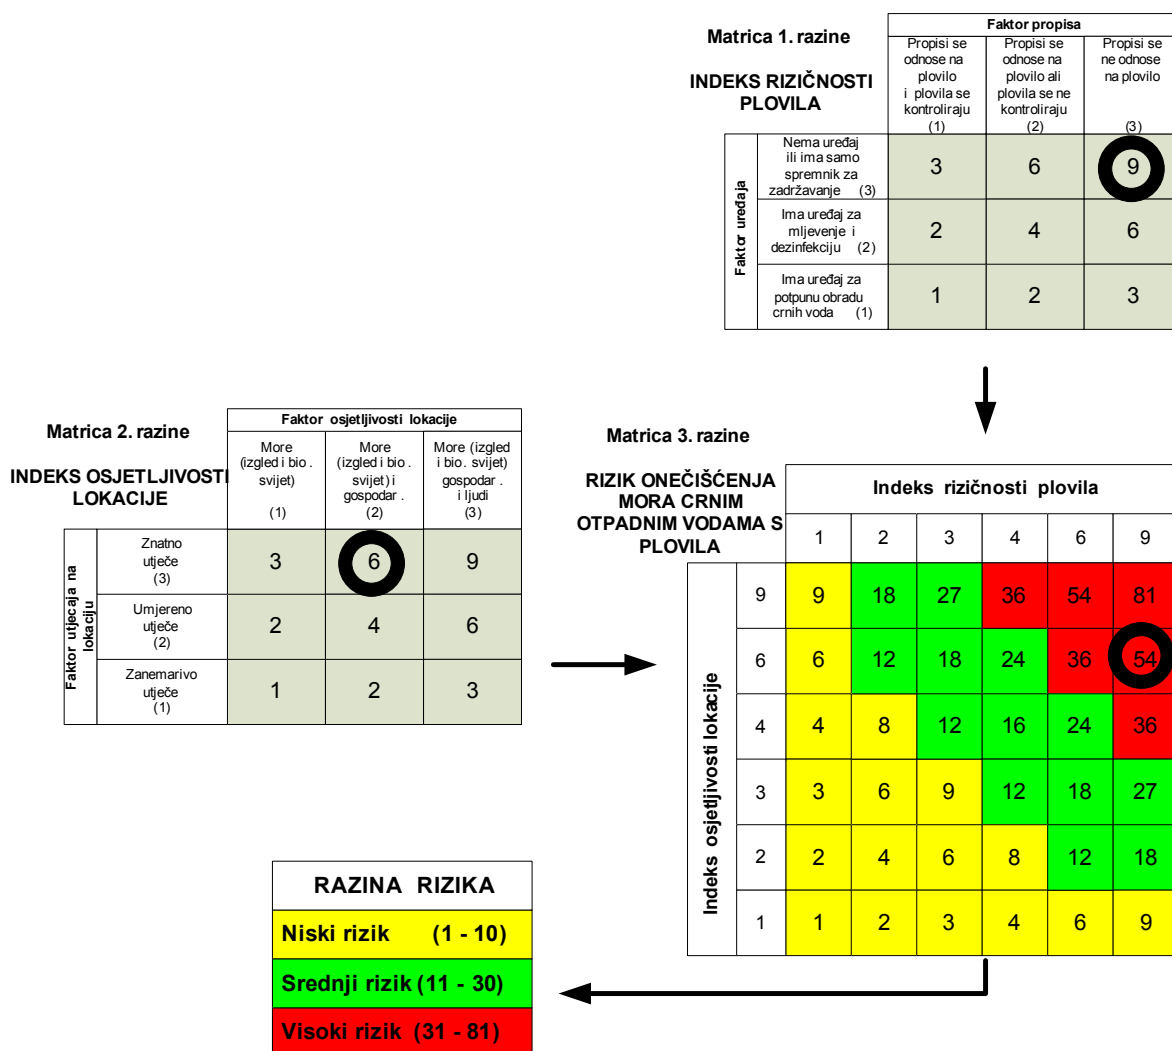 Matrica 1. razine
INDEKS RIZIČNOSTI
PLOVILA
Faktor propisa
Propisi se
odnose na
plovilo
i plovila se
kontroliraju
(1)
Propisi se
odnose na
plovilo ali
plovila se ne
kontroliraju
(2)
Propisi se
ne odnose
na plovilo
(3)
Faktor uređaja
Nema uređaj
ili ima samo
spremnik za
zadržavanje (3)
3 6 9
Ima uređaj za
mljevenje i
dezinfekciju (2)
2 4 6
Ima uređaj za
potpunu obradu
crnih voda (1)
1 2 3
Matrica 2. razine
INDEKS OSJETLJIVOSTI
LOKACIJE
Faktor osjetljivosti lokacije
More
(izgled i bio.
svijet)
(1)
More
(izgled i bio.
svijet) i
gospodar.
(2)
More (izgled
i bio. svijet)
gospodar.
i ljudi
(3)
Faktor utjecaja na
lokaciju
Znatno
utječe
(3)
3 6 9
Umjereno
utječe
(2)
2 4 6
Zanemarivo
utječe
(1)
1 2 3
Matrica 3. razine
RIZIK ONEČIŠĆENJA
MORA CRNIM
OTPADNIM VODAMA S
PLOVILA
Indeks rizičnosti plovila
1 2 3 4 6 9
Indeks osjetljivosti lokacije
9 9 18 27 36 54 81
6 6 12 18 24 36 54
4 4 8 12 16 24 36
3 3 6 9 12 18 27
2 2 4 6 8 12 18
1 1 2 3 4 6 9
RAZINA RIZIKA
Niski rizik (1 - 10)
Srednji rizik (11 - 30)
Visoki rizik (31 - 81)